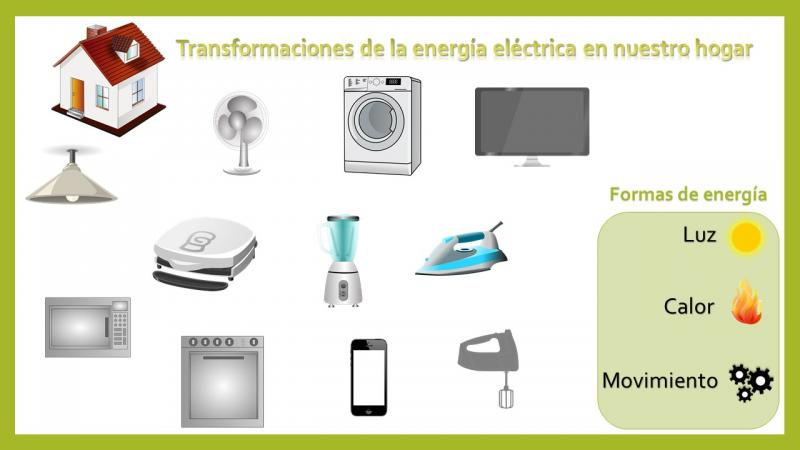 Transformaciones de la energía eléctrica en nuestro hogar
Formas de energía
Luz
Calor
Movimiento